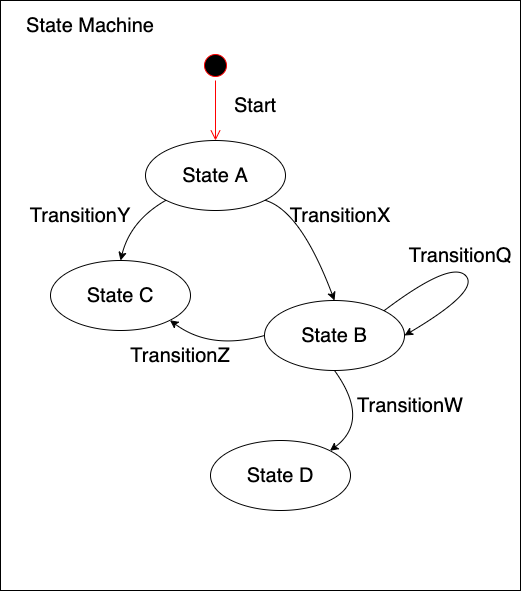 State Machine
Start
State A
TransitionY
TransitionX
TransitionQ
State C
State B
TransitionZ
TransitionW
State D